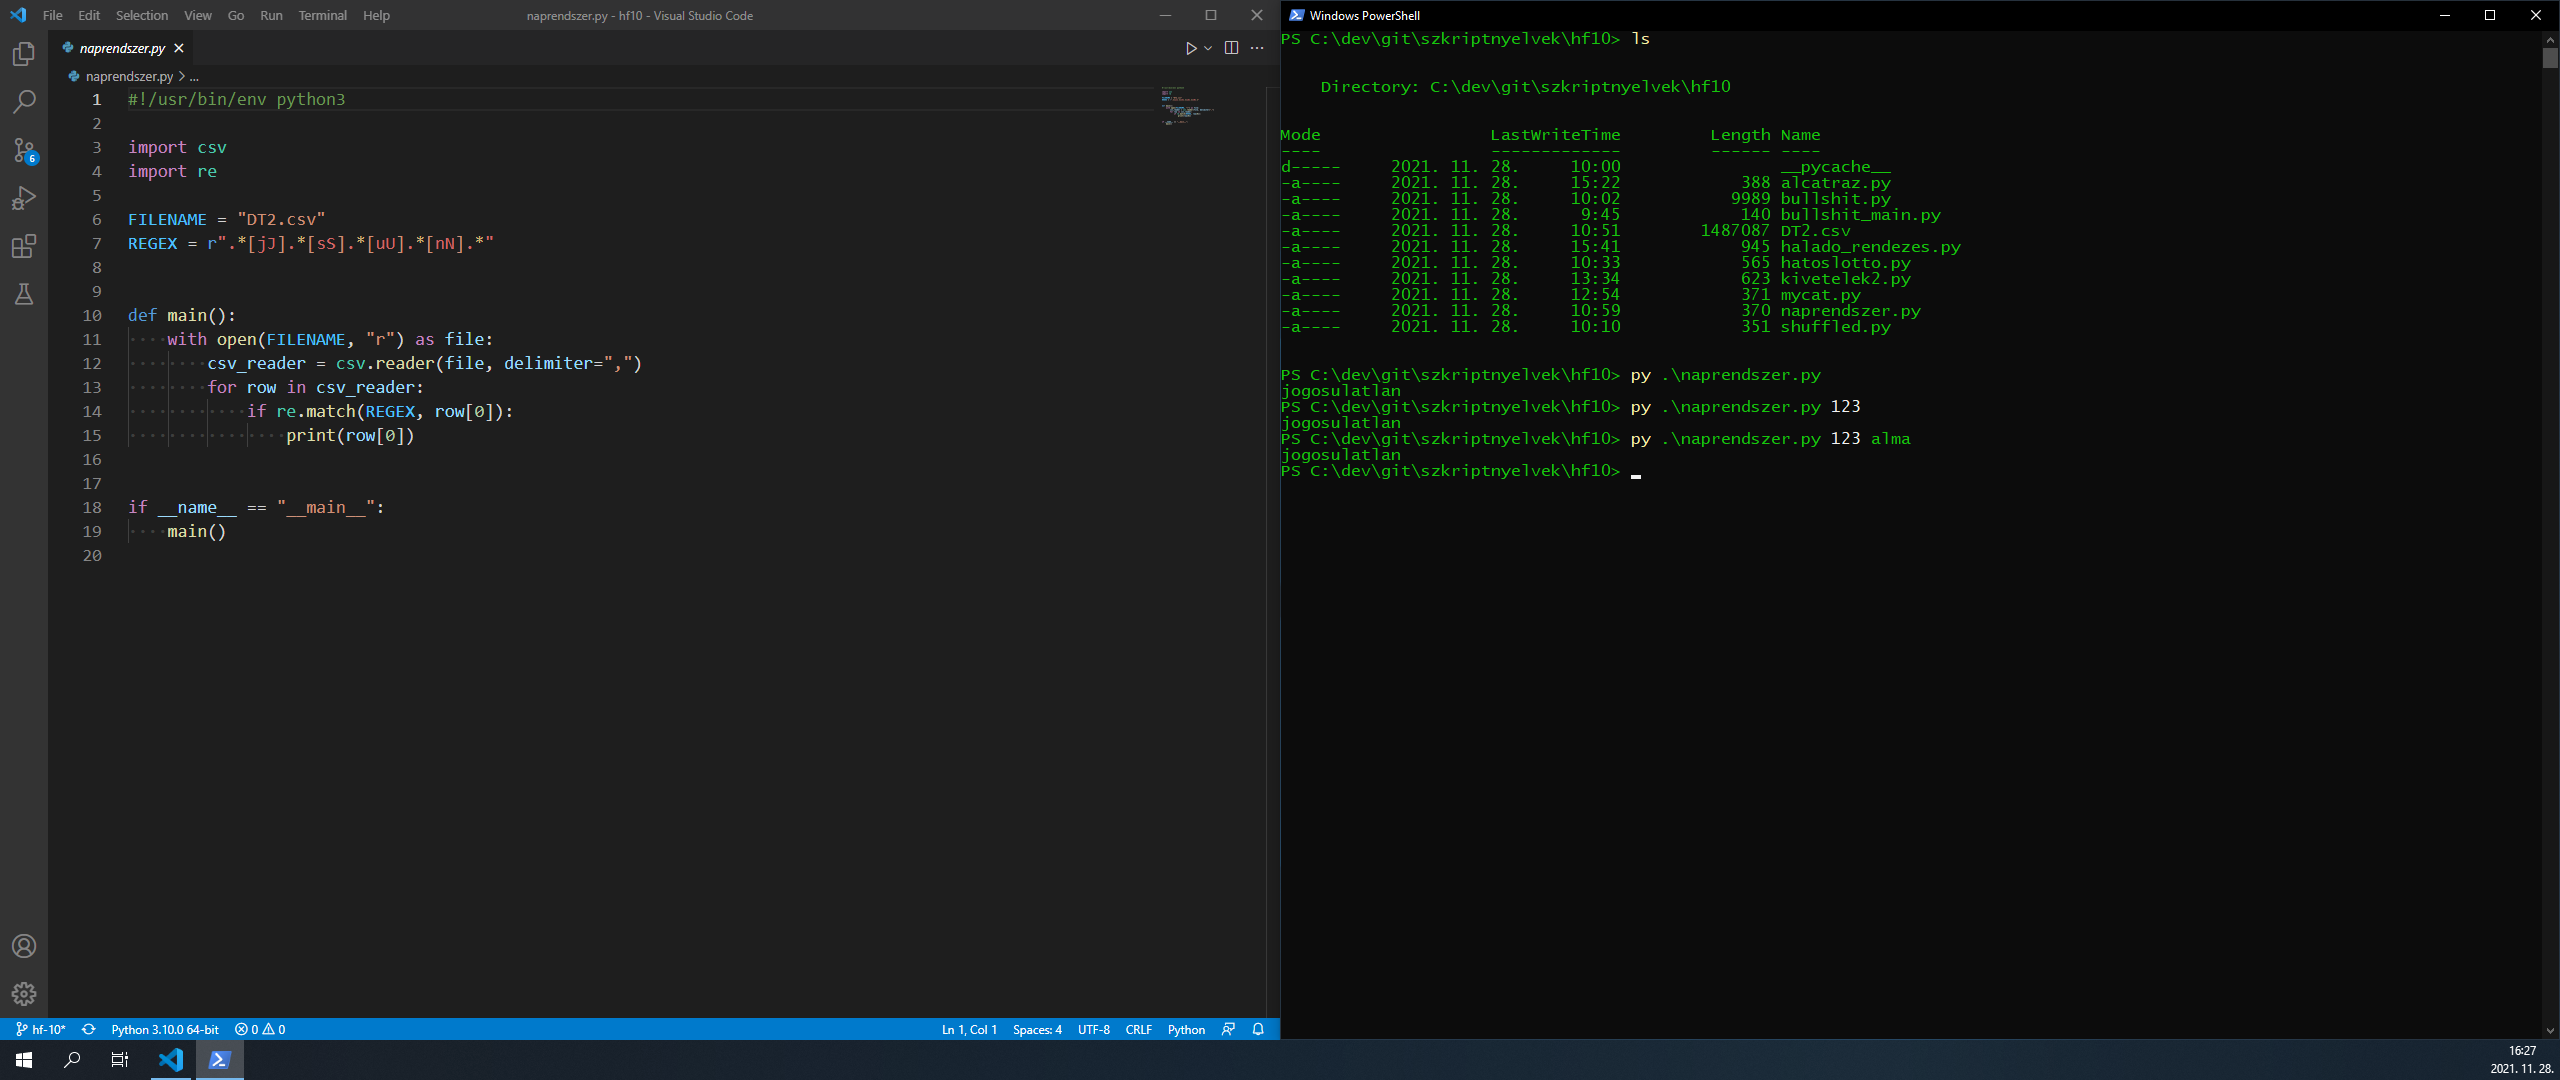 File Edit Selection View Go Run Terminal Help naprendszer.py - hf10 - Visual Studio Code
naprendszer.py
naprendszer.py > ...
1 #!/usr/bin/env python3
2
3 import csv
4 import re
5
6 FILENAME = "DT2.csv"
7 REGEX = r".*[jJ].*[sS].*[uU].*[nN].*"
8
9
10 def main():
11 with open(FILENAME, "r") as file:
12 csv_reader = csv.reader(file, delimiter=",")
13 for row in csv_reader:
14 if re.match(REGEX, row[0]):
15 print(row[0])
16
17
18 if __name__ == "__main__":
19 main()
20
6
hf-10* Python 3.10.0 64-bit 0 0 Ln 1, Col 1 Spaces: 4 UTF-8 CRLF Python
Windows PowerShell
PS C:\dev\git\szkriptnyelvek\hf10> ls
Directory: C:\dev\git\szkriptnyelvek\hf10
Mode LastWriteTime Length Name
---- ------------- ------ ----
d----- 2021. 11. 28. 10:00 __pycache__
-a---- 2021. 11. 28. 15:22 388 alcatraz.py
-a---- 2021. 11. 28. 10:02 9989 bullshit.py
-a---- 2021. 11. 28. 9:45 140 bullshit_main.py
-a---- 2021. 11. 28. 10:51 1487087 DT2.csv
-a---- 2021. 11. 28. 15:41 945 halado_rendezes.py
-a---- 2021. 11. 28. 10:33 565 hatoslotto.py
-a---- 2021. 11. 28. 13:34 623 kivetelek2.py
-a---- 2021. 11. 28. 12:54 371 mycat.py
-a---- 2021. 11. 28. 10:59 370 naprendszer.py
-a---- 2021. 11. 28. 10:10 351 shuffled.py
PS C:\dev\git\szkriptnyelvek\hf10> py .\naprendszer.py
jogosulatlan
PS C:\dev\git\szkriptnyelvek\hf10> py .\naprendszer.py 123
jogosulatlan
PS C:\dev\git\szkriptnyelvek\hf10> py .\naprendszer.py 123 alma
jogosulatlan
PS C:\dev\git\szkriptnyelvek\hf10>
16:27
2021. 11. 28.